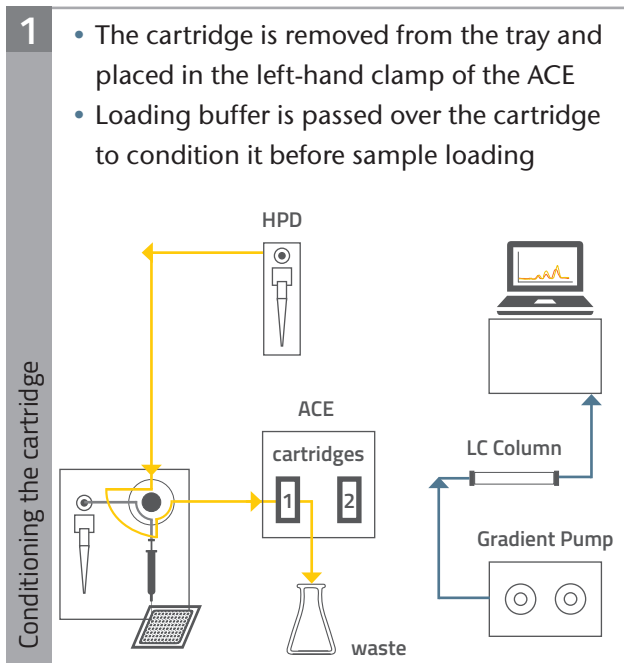 1
• The cartridge is removed from the tray and
placed in the left-hand clamp of the ACE
• Loading buffer is passed over the cartridge
to condition it before sample loading
Conditioning the cartridge
HPD
ACE
cartridges
1 2
LC Column
Gradient Pump
waste